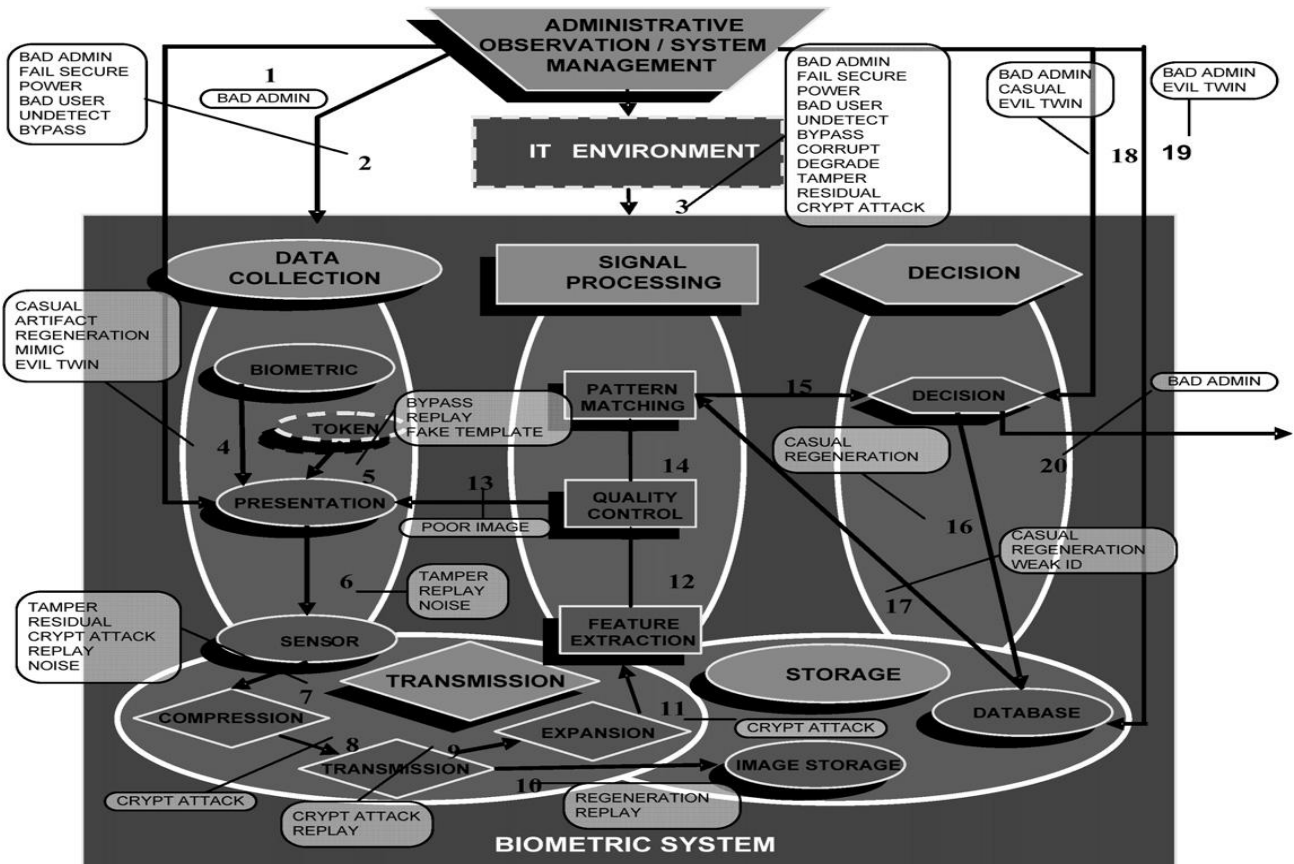 ADMINISTRATIVE
OBSERVATION / SYSTEM
MANAGEMENT
BAD ADMIN
FAIL SECURE
POWER
BAD USER
UNDETECT
BYPASS
1
BAD ADMIN
2
IT ENVIRONMENT
3
BAD ADMIN
FAIL SECURE
POWER
BAD USER
UNDETECT
BYPASS
CORRUPT
DEGRADE
TAMPER
RESIDUAL
CRYPT ATTACK
BAD ADMIN
CASUAL
EVIL TWIN
18
BAD ADMIN
EVIL TWIN
19
DATA
COLLECTION
SIGNAL
PROCESSING
DECISION
CASUAL
ARTIFACT
REGENERATION
MIMIC
EVIL TWIN
BIOMETRIC
TOKEN
BYPASS
REPLAY
FAKE TEMPLATE
4
5
PRESENTATION
PATTERN
MATCHING
15
DECISION
BAD ADMIN
20
CASUAL
REGENERATION
14
13
POOR IMAGE
QUALITY
CONTROL
16
CASUAL
REGENERATION
WEAK ID
17
12
6
TAMPER
REPLAY
NOISE
TAMPER
RESIDUAL
CRYPT ATTACK
REPLAY
NOISE
SENSOR
FEATURE
EXTRACTION
7
TRANSMISSION
STORAGE
COMPRESSION
8
9
EXPANSION
11
CRYPT ATTACK
DATABASE
TRANSMISSION
10
IMAGE STORAGE
CRYPT ATTACK
CRYPT ATTACK
REPLAY
REGENERATION
REPLAY
BIOMETRIC SYSTEM